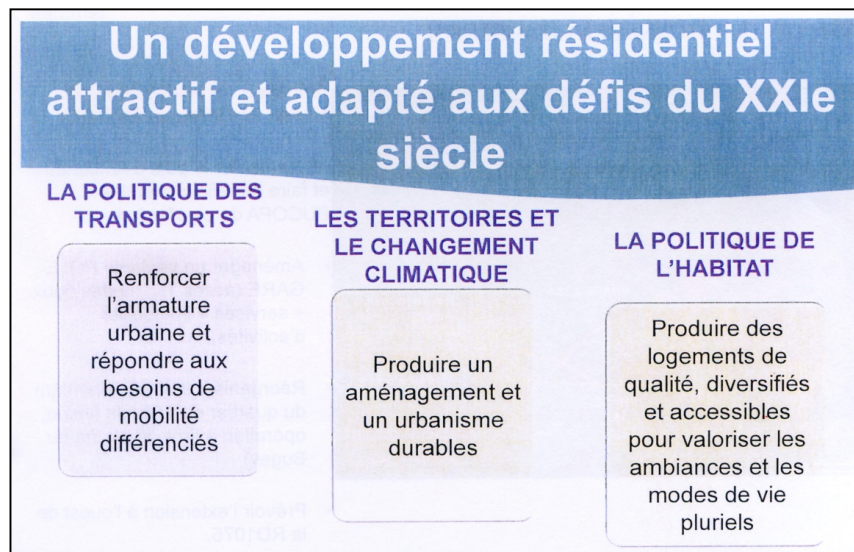 Un développement résidentiel
attractif et adapté aux défis du XXIe
siècle
LA POLITIQUE DES
TRANSPORTS
Renforcer
l'armature
urbaine et
répondre aux
besoins de
mobilité
différenciés
LES TERRITOIRES ET
LE CHANGEMENT
CLIMATIQUE
Produire un
aménagement et
un urbanisme
durables
LA POLITIQUE DE
L'HABITAT
Produire des
logements de
qualité, diversifiés
et accessibles
pour valoriser les
ambiances et les
modes de vie
pluriels